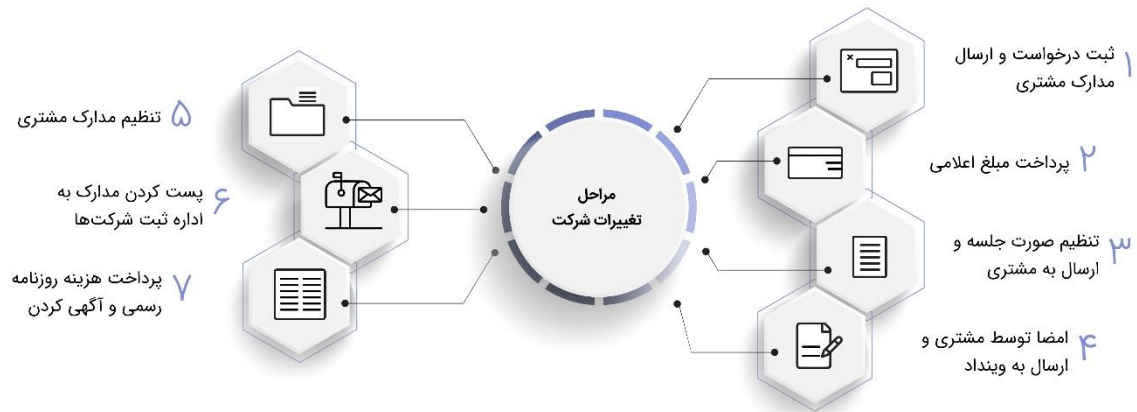 مراحل
تغییرات شرکت
۱
ثبت درخواست و ارسال
مدارک مشتری
۲
پرداخت مبلغ اعلامی
۳
تنظیم صورت جلسه و
ارسال به مشتری
۴
امضا توسط مشتری و
ارسال به وینداد
۵
تنظیم مدارک مشتری
۶
پست کردن مدارک به
اداره ثبت شرکت‌ها
۷
پرداخت هزینه روزنامه
رسمی و آگهی کردن